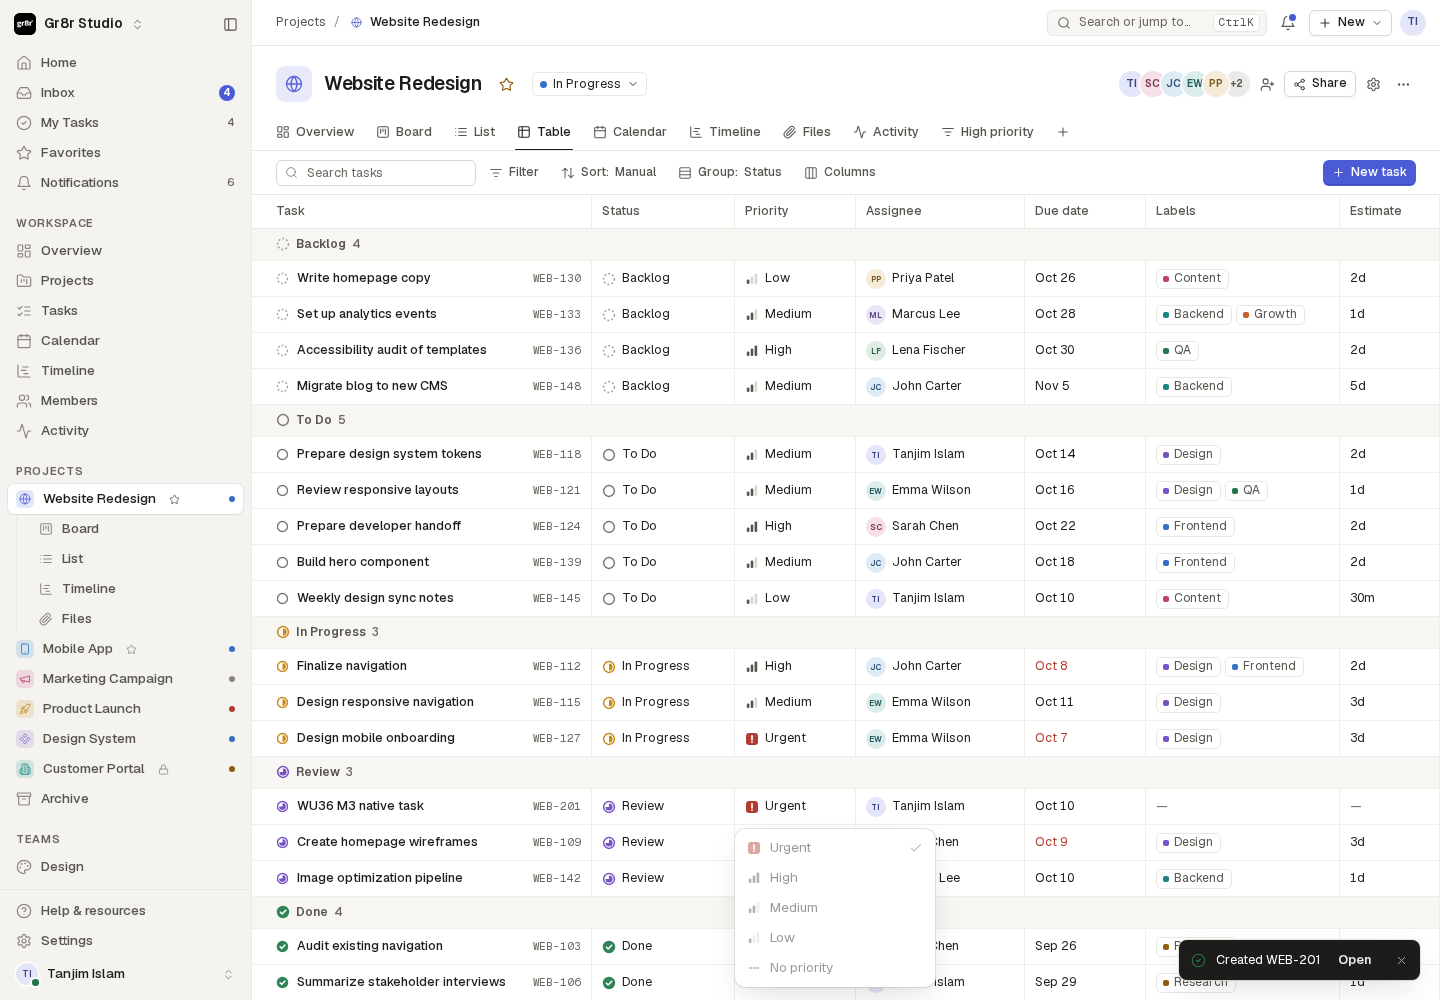 gr8r Gr8r Studio
Home
Inbox 4
My Tasks 4
Favorites
Notifications 6
WORKSPACE
Overview
Projects
Tasks
Calendar
Timeline
Members
Activity
PROJECTS
Website Redesign
Board
List
Timeline
Files
Mobile App
Marketing Campaign
Product Launch
Design System
Customer Portal
Archive
TEAMS
Design
Help & resources
Settings
TI Tanjim Islam
Projects / Website Redesign Search or jump to... CtrlK New TI
Website Redesign In Progress TI SC JC EW PP +2 Share
Overview Board List Table Calendar Timeline Files Activity High priority
Search tasks Filter Sort: Manual Group: Status Columns New task
Task Status Priority Assignee Due date Labels Estimate
Backlog 4
Write homepage copy WEB-130 Backlog Low PP Priya Patel Oct 26 Content 2d
Set up analytics events WEB-133 Backlog Medium ML Marcus Lee Oct 28 Backend Growth 1d
Accessibility audit of templates WEB-136 Backlog High LF Lena Fischer Oct 30 QA 2d
Migrate blog to new CMS WEB-148 Backlog Medium JC John Carter Nov 5 Backend 5d
To Do 5
Prepare design system tokens WEB-118 To Do Medium TI Tanjim Islam Oct 14 Design 2d
Review responsive layouts WEB-121 To Do Medium EW Emma Wilson Oct 16 Design QA 1d
Prepare developer handoff WEB-124 To Do High SC Sarah Chen Oct 22 Frontend 2d
Build hero component WEB-139 To Do Medium JC John Carter Oct 18 Frontend 2d
Weekly design sync notes WEB-145 To Do Low TI Tanjim Islam Oct 10 Content 30m
In Progress 3
Finalize navigation WEB-112 In Progress High JC John Carter Oct 8 Design Frontend 2d
Design responsive navigation WEB-115 In Progress Medium EW Emma Wilson Oct 11 Design 3d
Design mobile onboarding WEB-127 In Progress Urgent EW Emma Wilson Oct 7 Design 3d
Review 3
WU36 M3 native task WEB-201 Review Urgent TI Tanjim Islam Oct 10 — —
Create homepage wireframes WEB-109 Review Chen Oct 9 Design 3d
Image optimization pipeline WEB-142 Review Lee Oct 10 Backend 1d
Done 4
Audit existing navigation WEB-103 Done Chen Sep 26
Summarize stakeholder interviews WEB-106 Done Islam Sep 29 Research 1d
Urgent
High
Medium
Low
No priority
Created WEB-201 Open